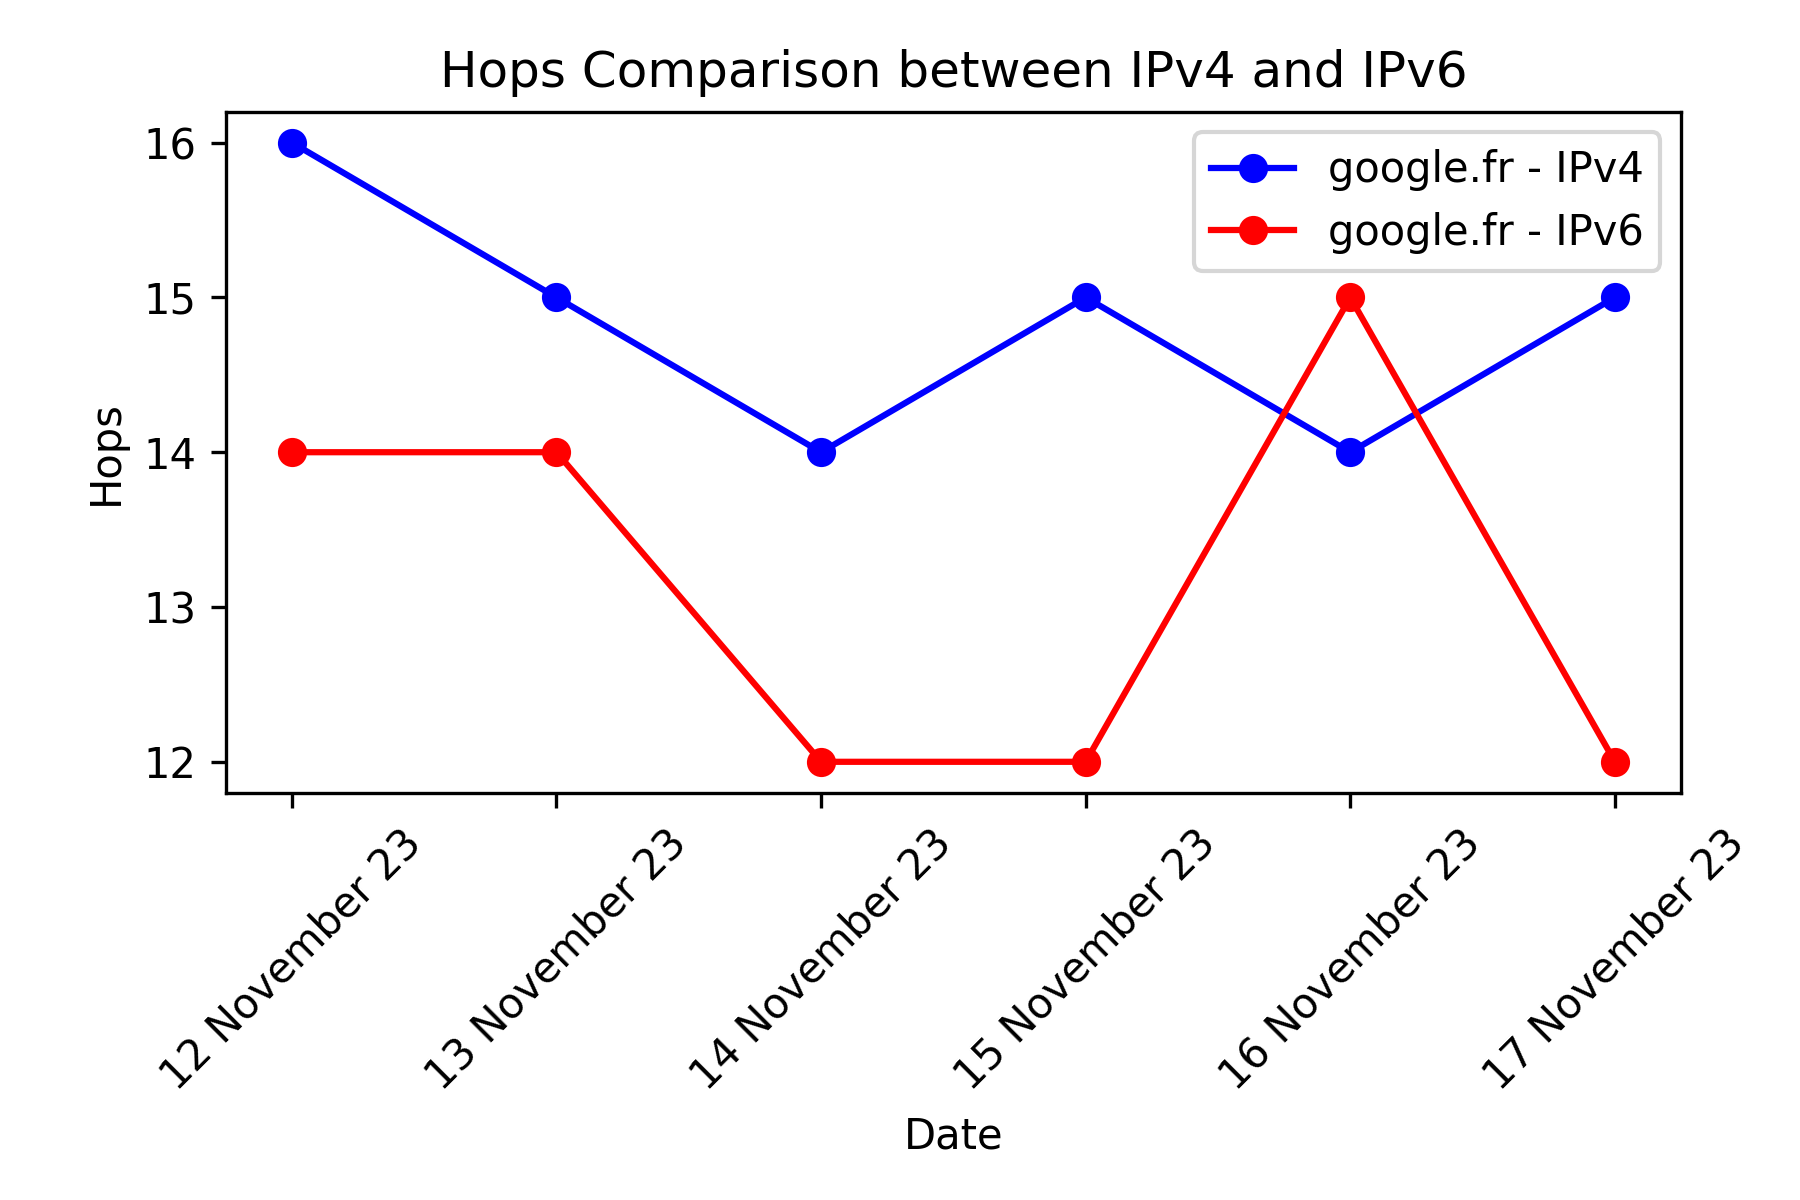 Hops Comparison between IPv4 and IPv6
google.fr - IPv4
google.fr - IPv6
Hops
16
15
14
13
12
12 November 23
13 November 23
14 November 23
15 November 23
16 November 23
17 November 23
Date